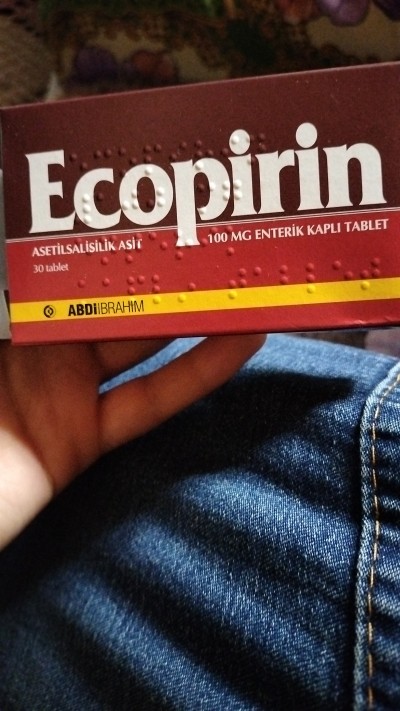 Ecopirin
ASETİLSALİSİLİK ASİT 100 MG ENTERİK KAPLI TABLET
30 tablet
ABDİİBRAHİM